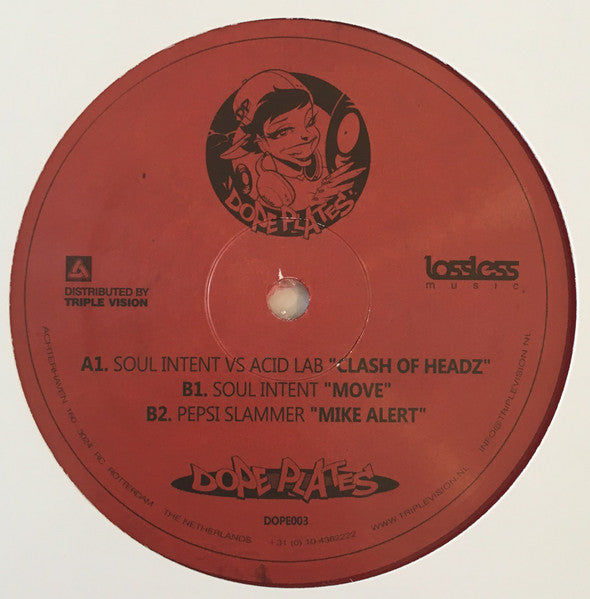 DOPE PLATES
DISTRIBUTED BY
TRIPLE VISION
lossless
music.
A1. SOUL INTENT VS ACID LAB "CLASH OF HEADZ"
B1. SOUL INTENT "MOVE"
B2. PEPSI SLAMMER "MIKE ALERT"
DOPE PLATES
DOPE003
ACHTERHAVEN 160 3024 RC ROTTERDAM THE NETHERLANDS +31 (0) 10-4362222 WWW.TRIPLEVISION.NL INFO@TRIPLEVISION.NL